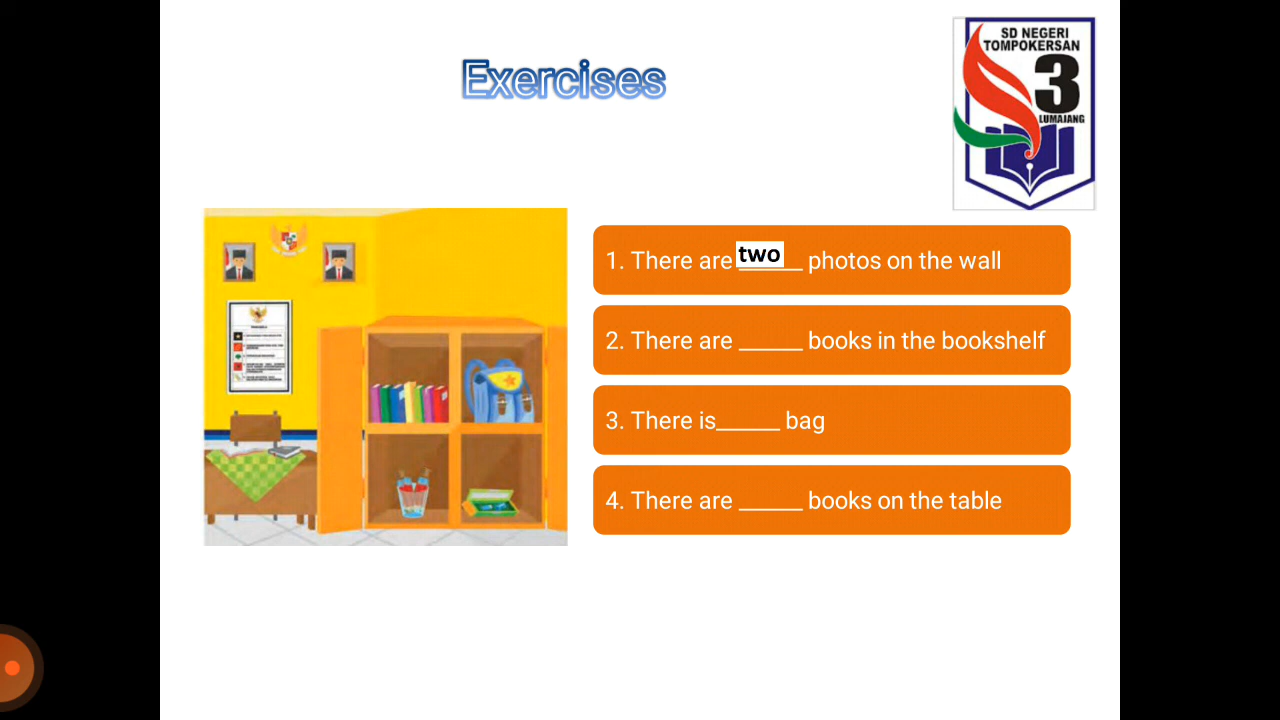 Exercises
SD NEGERI
TOMPOKERSAN
3
LUMAJANG
1. There are two photos on the wall
2. There are ______ books in the bookshelf
3. There is______ bag
4. There are ______ books on the table